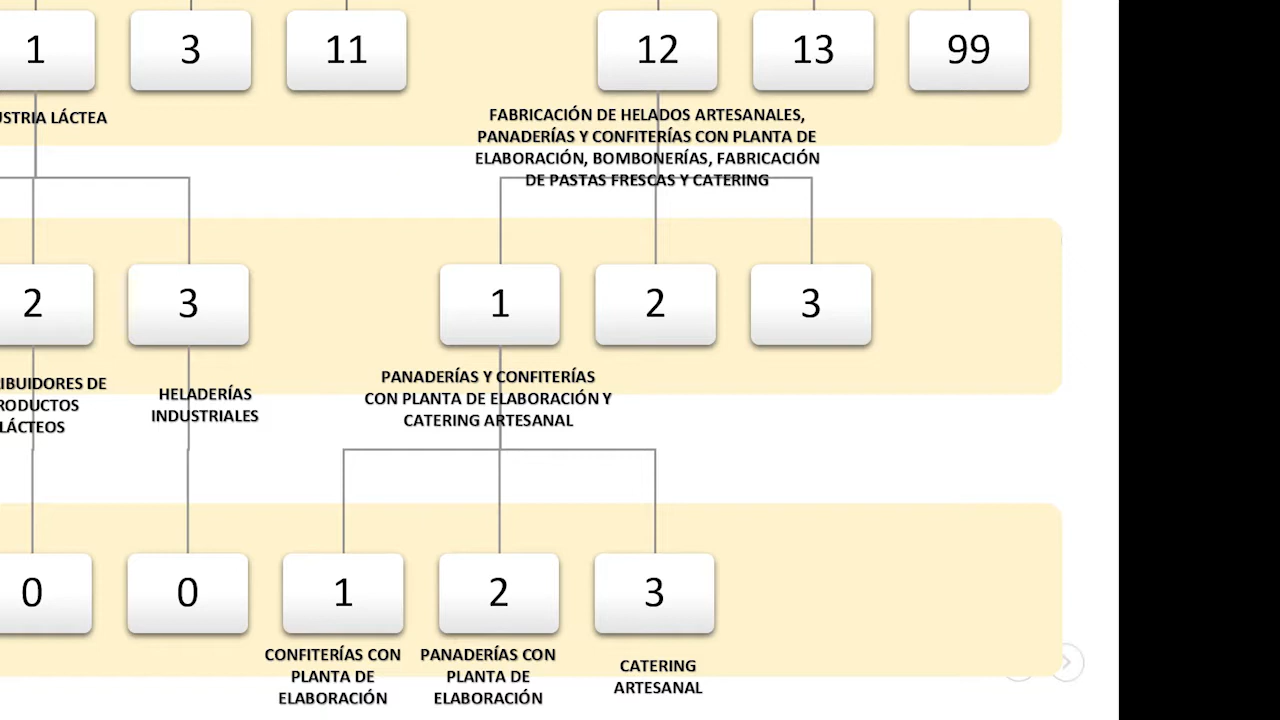 1 3 11 12 13 99
USTRIA LÁCTEA
FABRICACIÓN DE HELADOS ARTESANALES,
PANADERÍAS Y CONFITERÍAS CON PLANTA DE
ELABORACIÓN, BOMBONERÍAS, FABRICACIÓN
DE PASTAS FRESCAS Y CATERING
2 3 1 2 3
RIBUIDORES DE
RODUCTOS
LÁCTEOS
HELADERÍAS
INDUSTRIALES
PANADERÍAS Y CONFITERÍAS
CON PLANTA DE ELABORACIÓN Y
CATERING ARTESANAL
0 0 1 2 3
CONFITERÍAS CON
PLANTA DE
ELABORACIÓN
PANADERÍAS CON
PLANTA DE
ELABORACIÓN
CATERING
ARTESANAL